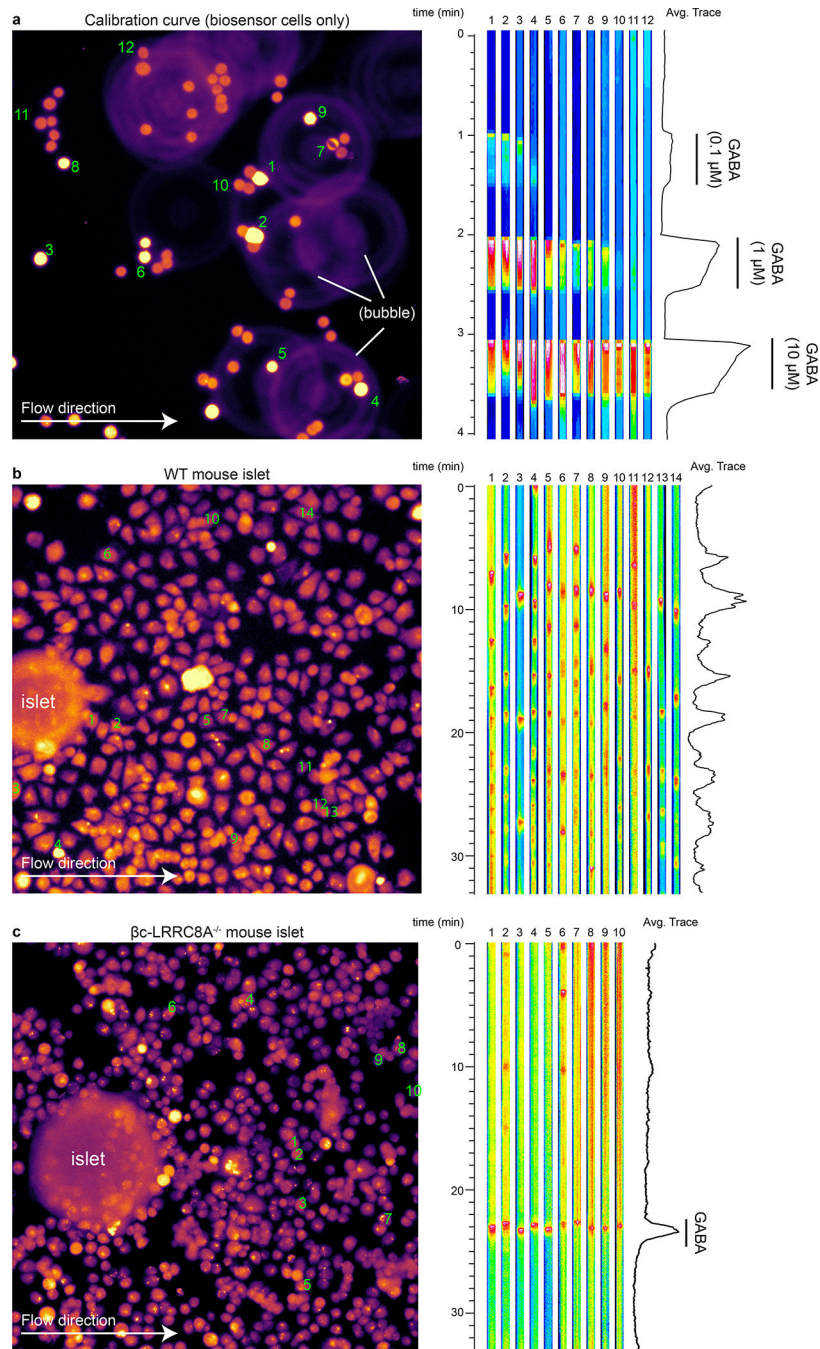 a
Calibration curve (biosensor cells only)
time (min)
1 2 3 4 5 6 7 8 9 10 11 12
Avg. Trace
12
11
9
8
7
1
10
2
3
6
(bubble)
5
4
Flow direction
0
1
2
3
4
GABA
(0.1 µM)
GABA
(1 µM)
GABA
(10 µM)
b
WT mouse islet
time (min)
1 2 3 4 5 6 7 8 9 10 11 12 13 14
Avg. Trace
14
10
6
islet
1
2
5
7
8
11
3
12
13
9
4
Flow direction
0
10
20
30
c
βc-LRRC8A-/- mouse islet
time (min)
1 2 3 4 5 6 7 8 9 10
Avg. Trace
4
6
8
9
10
islet
1
2
3
7
5
Flow direction
0
10
20
30
GABA